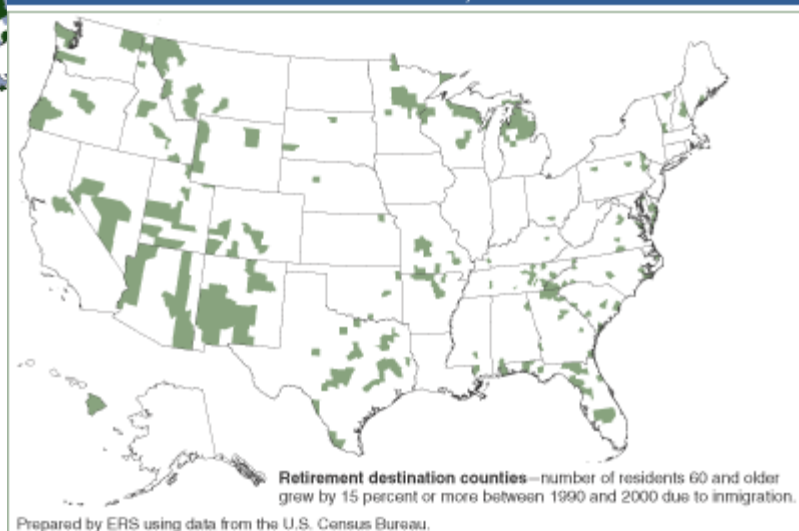 Retirement destination counties—number of residents 60 and older
grew by 15 percent or more between 1990 and 2000 due to inmigration.
Prepared by ERS using data from the U.S. Census Bureau.